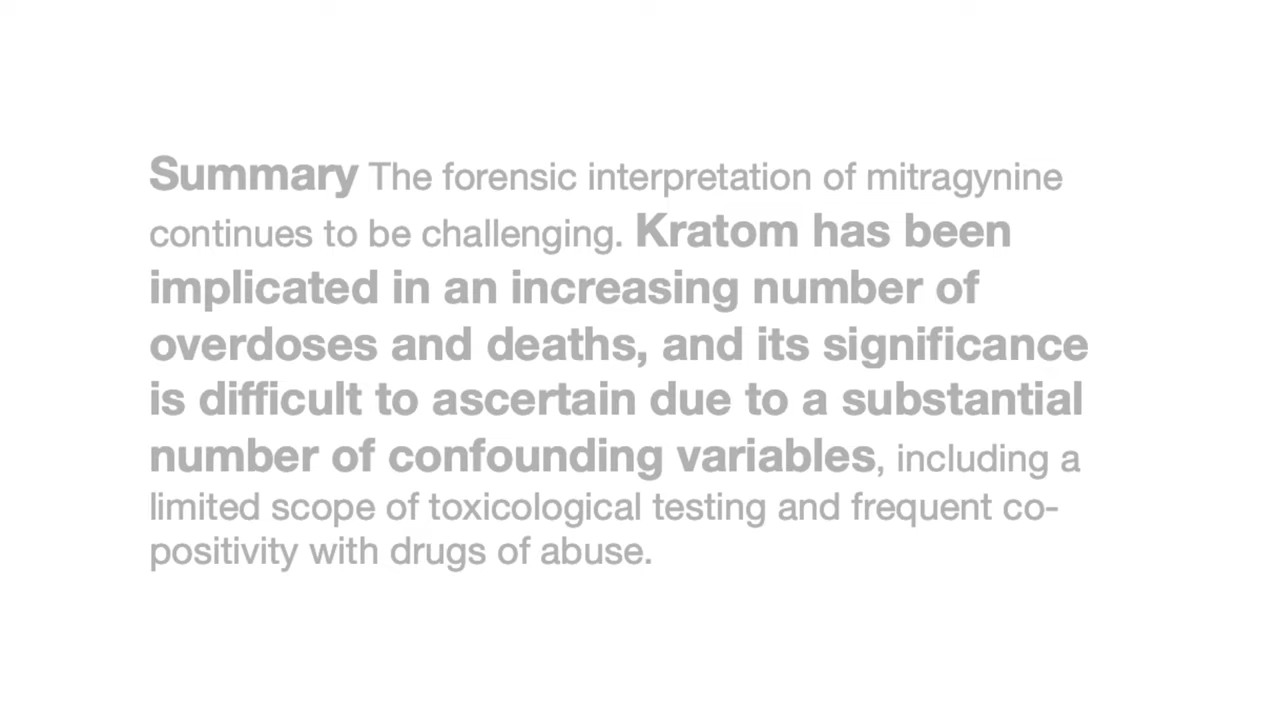 Summary The forensic interpretation of mitragynine
continues to be challenging. Kratom has been
implicated in an increasing number of
overdoses and deaths, and its significance
is difficult to ascertain due to a substantial
number of confounding variables, including a
limited scope of toxicological testing and frequent co-
positivity with drugs of abuse.